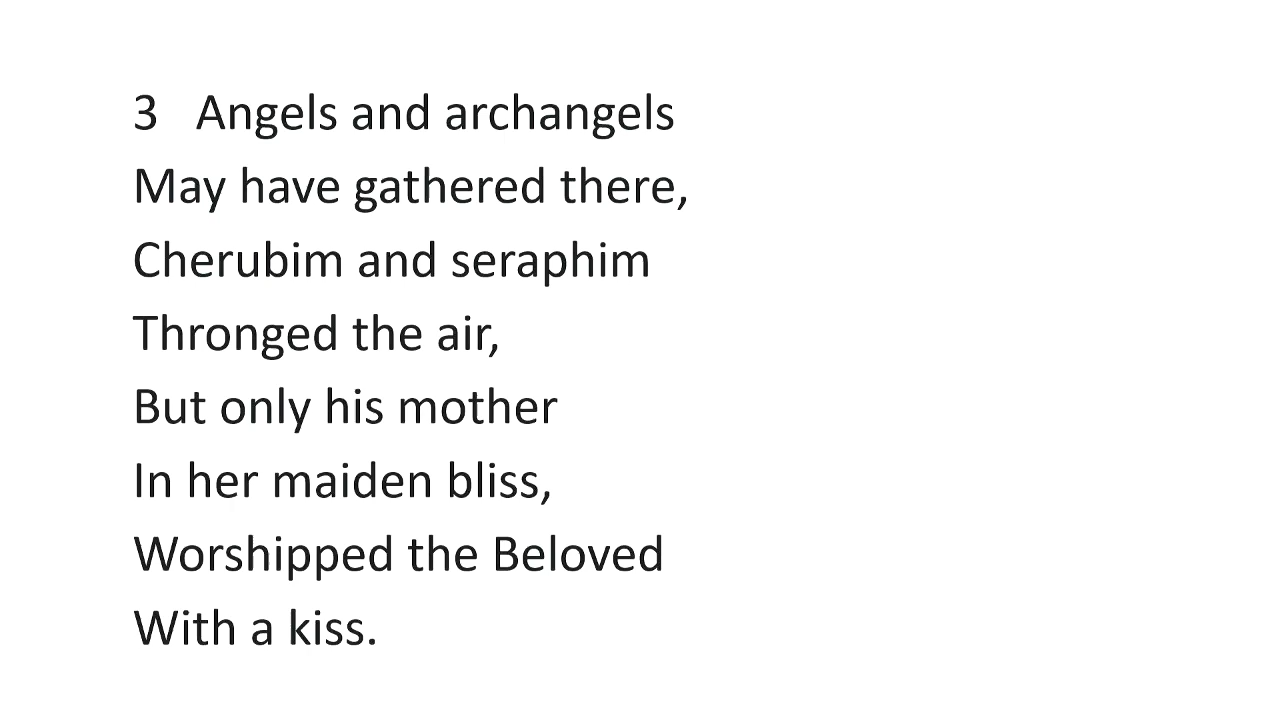 3   Angels and archangels
May have gathered there,
Cherubim and seraphim
Thronged the air,
But only his mother
In her maiden bliss,
Worshipped the Beloved
With a kiss.